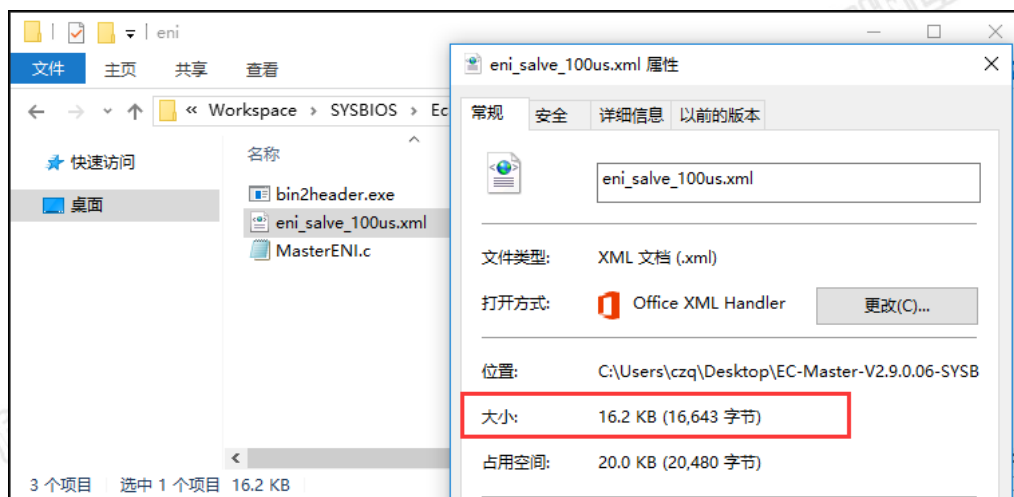 eni
文件 主页 共享 查看
« Workspace › SYSBIOS › Ec
快速访问
桌面
名称
bin2header.exe
eni_salve_100us.xml
MasterENI.c
3 个项目 选中 1 个项目 16.2 KB
eni_salve_100us.xml 属性
常规 安全 详细信息 以前的版本
eni_salve_100us.xml
文件类型: XML 文档 (.xml)
打开方式: Office XML Handler 更改(C)...
位置: C:\Users\czq\Desktop\EC-Master-V2.9.0.06-SYSB
大小: 16.2 KB (16,643 字节)
占用空间: 20.0 KB (20,480 字节)